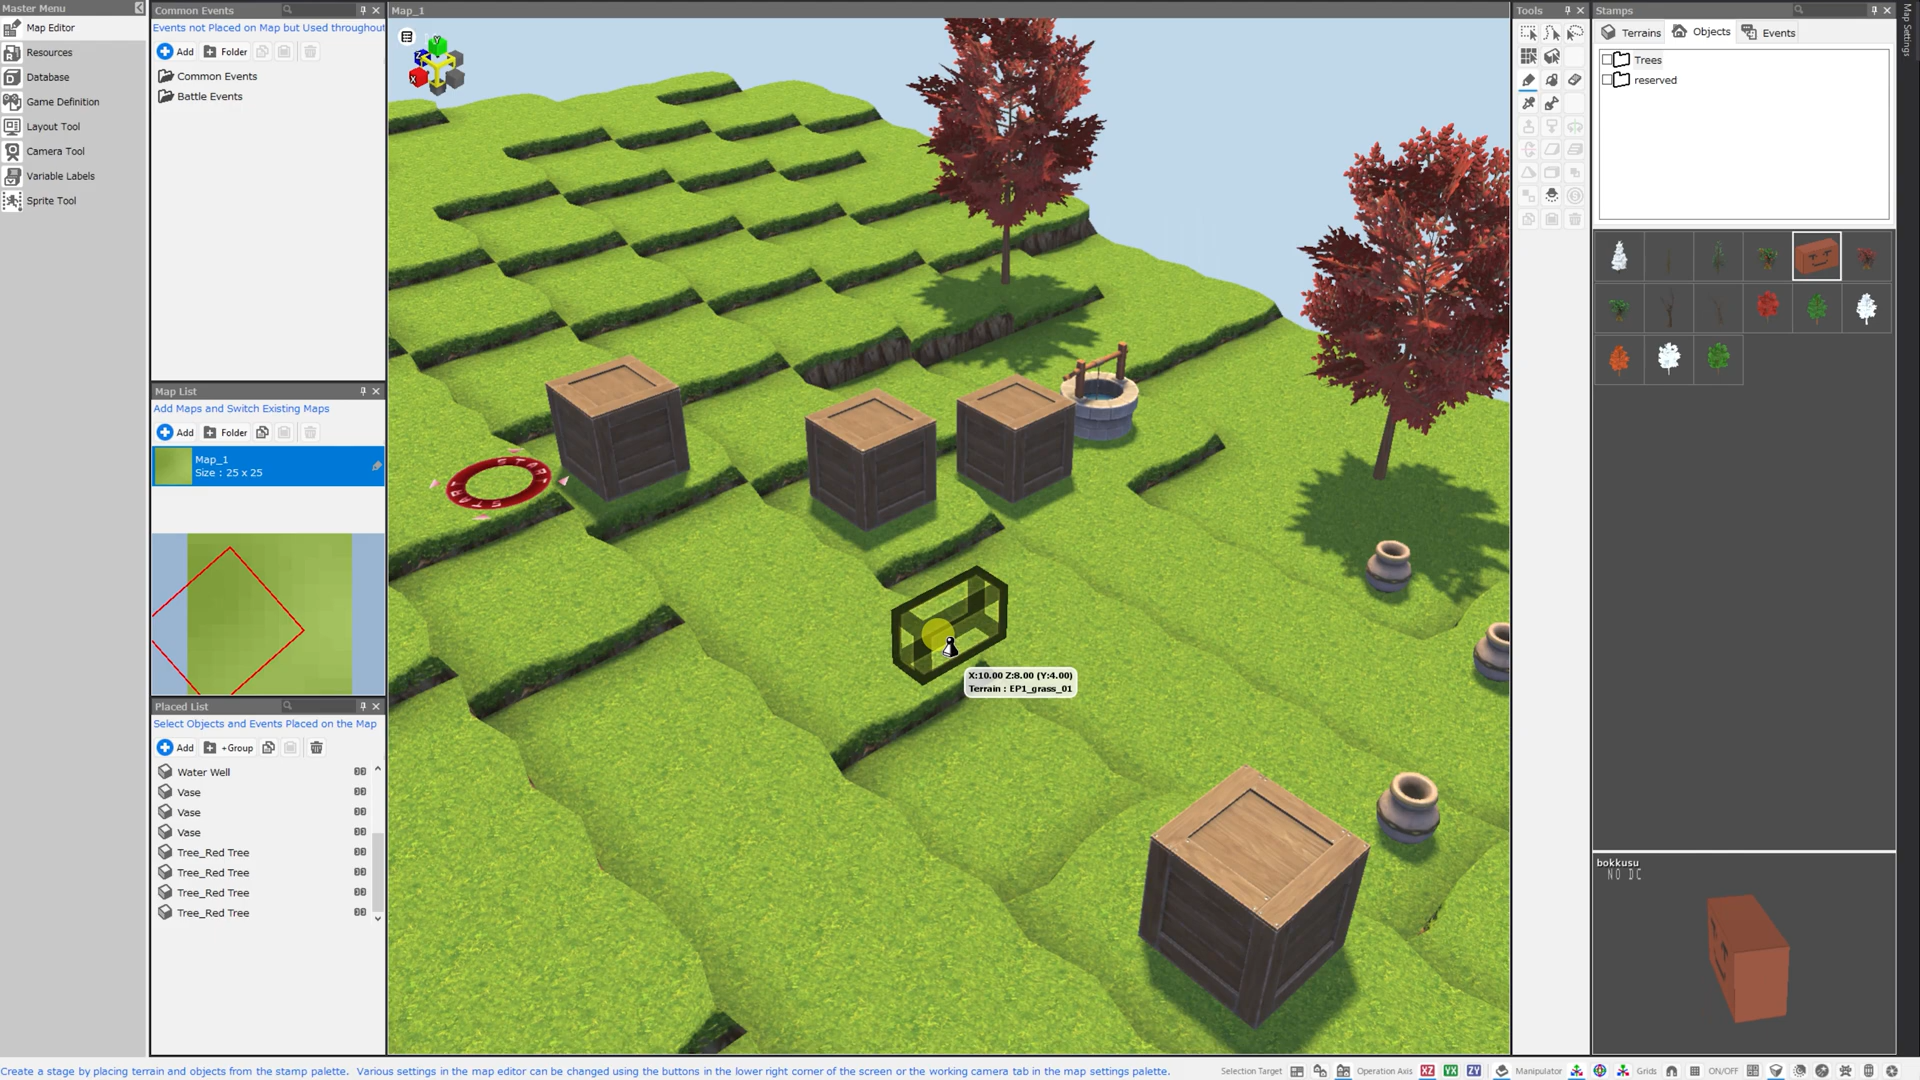 Master Menu
Map Editor
Resources
Database
Game Definition
Layout Tool
Camera Tool
Variable Labels
Sprite Tool
Common Events
Events not Placed on Map but Used throughout
Add
Folder
Common Events
Battle Events
Map List
Add Maps and Switch Existing Maps
Add
Folder
Map_1
Size : 25 x 25
Placed List
Select Objects and Events Placed on the Map
Add
+Group
Water Well
Vase
Vase
Vase
Tree_Red Tree
Tree_Red Tree
Tree_Red Tree
Tree_Red Tree
Map_1
Y
Z
X
START
X:10.00 Z:8.00 (Y:4.00)
Terrain : EP1_grass_01
Tools
Stamps
Terrains
Objects
Events
Trees
reserved
bokkusu
NO DC
Map Settings
Create a stage by placing terrain and objects from the stamp palette. Various settings in the map editor can be changed using the buttons in the lower right corner of the screen or the working camera tab in the map settings palette.
Selection Target
Operation Axis
XZ
YX
ZY
Manipulator
Grids
ON/OFF